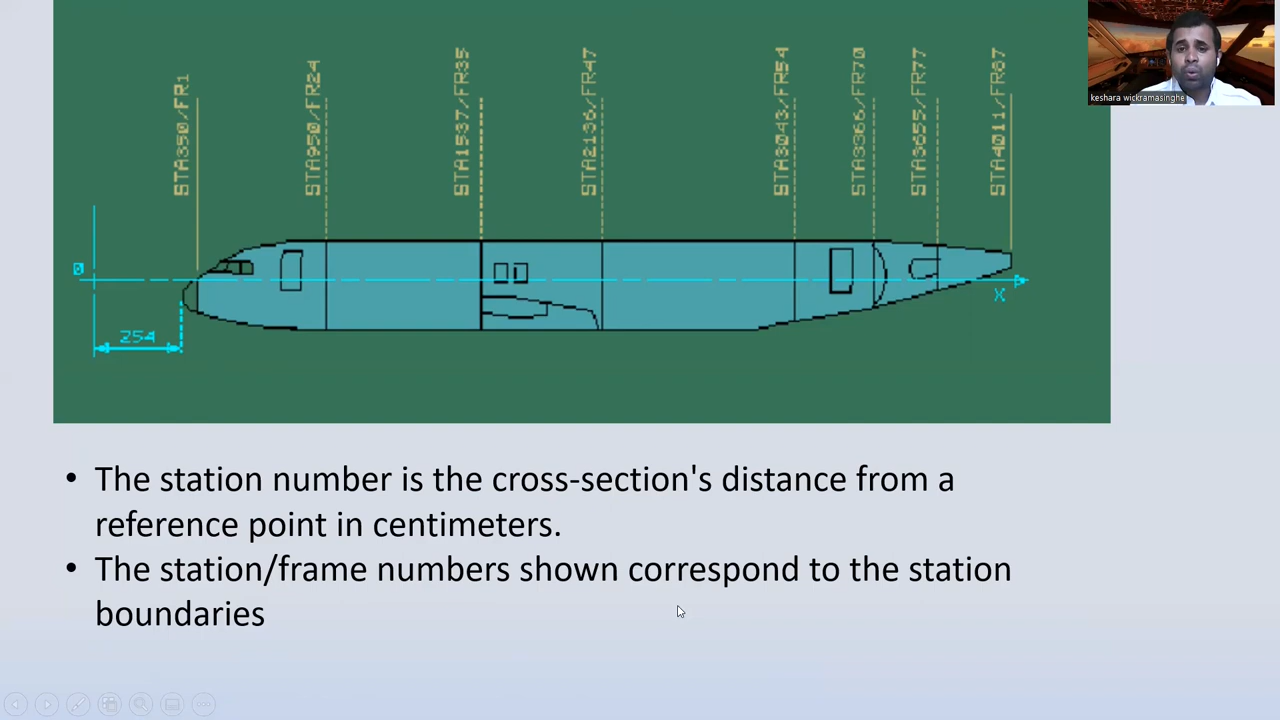 STA350/FR1
STA950/FR24
STA1537/FR35
STA2136/FR47
STA3043/FR54
STA3366/FR70
STA3655/FR77
STA4011/FR87
keshara wickramasinghe
0
X
254
• The station number is the cross-section's distance from a
reference point in centimeters.
• The station/frame numbers shown correspond to the station
boundaries